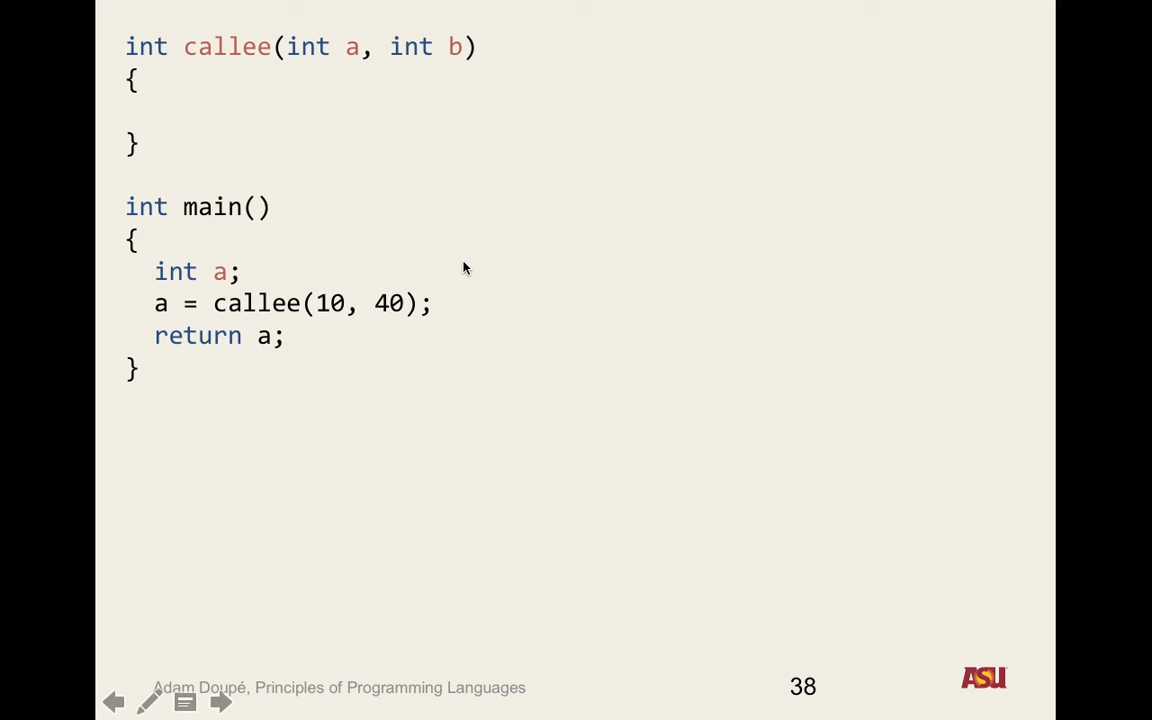 int callee(int a, int b)
{
}
int main()
{
  int a;
  a = callee(10, 40);
  return a;
}
Adam Doupé, Principles of Programming Languages
38
ASU